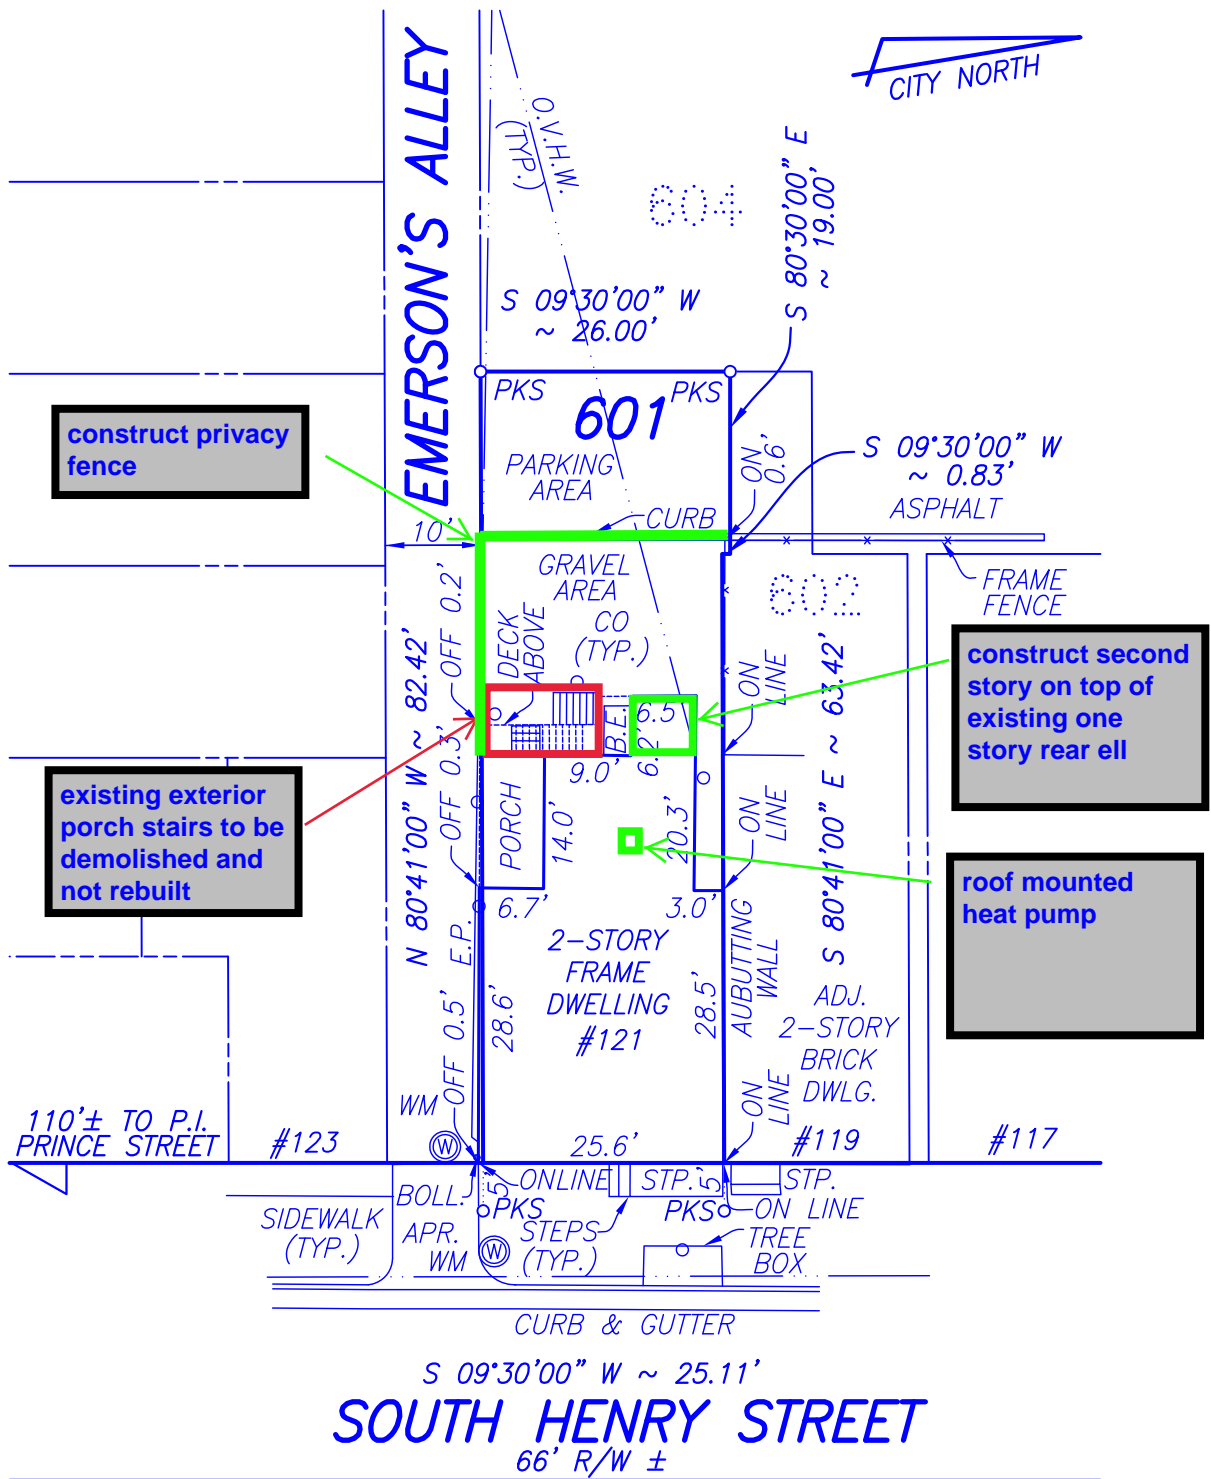 CITY NORTH
EMERSON'S ALLEY
O.V.H.W.
(TYP.)
604
S 80°30'00" E
~ 19.00'
S 09°30'00" W
~ 26.00'
PKS
PKS
601
construct privacy
fence
PARKING
AREA
ON
0.6'
S 09°30'00" W
~ 0.83'
ASPHALT
CURB
10'
GRAVEL
AREA
602
FRAME
FENCE
OFF 0.2'
DECK
ABOVE
CO
(TYP.)
N 80°41'00" W ~ 82.42'
ON
LINE
S 80°41'00" E ~ 63.42'
construct second
story on top of
existing one
story rear ell
6.5'
B.E.
6.2'
9.0'
OFF 0.3'
existing exterior
porch stairs to be
demolished and
not rebuilt
PORCH
14.0'
20.3'
ON
LINE
roof mounted
heat pump
6.7'
3.0'
E.P.
2-STORY
FRAME
DWELLING
#121
AUBUTTING
WALL
28.6'
28.5'
ADJ.
2-STORY
BRICK
DWLG.
OFF 0.5'
WM
W
ON
LINE
110'± TO P.I.
PRINCE STREET
#123
25.6'
#119
#117
BOLL.
5'
ONLINE
STP.
5'
STP.
PKS
PKS
ON LINE
SIDEWALK
(TYP.)
APR.
WM
W
STEPS
(TYP.)
TREE
BOX
CURB & GUTTER
S 09°30'00" W ~ 25.11'
SOUTH HENRY STREET
66' R/W ±